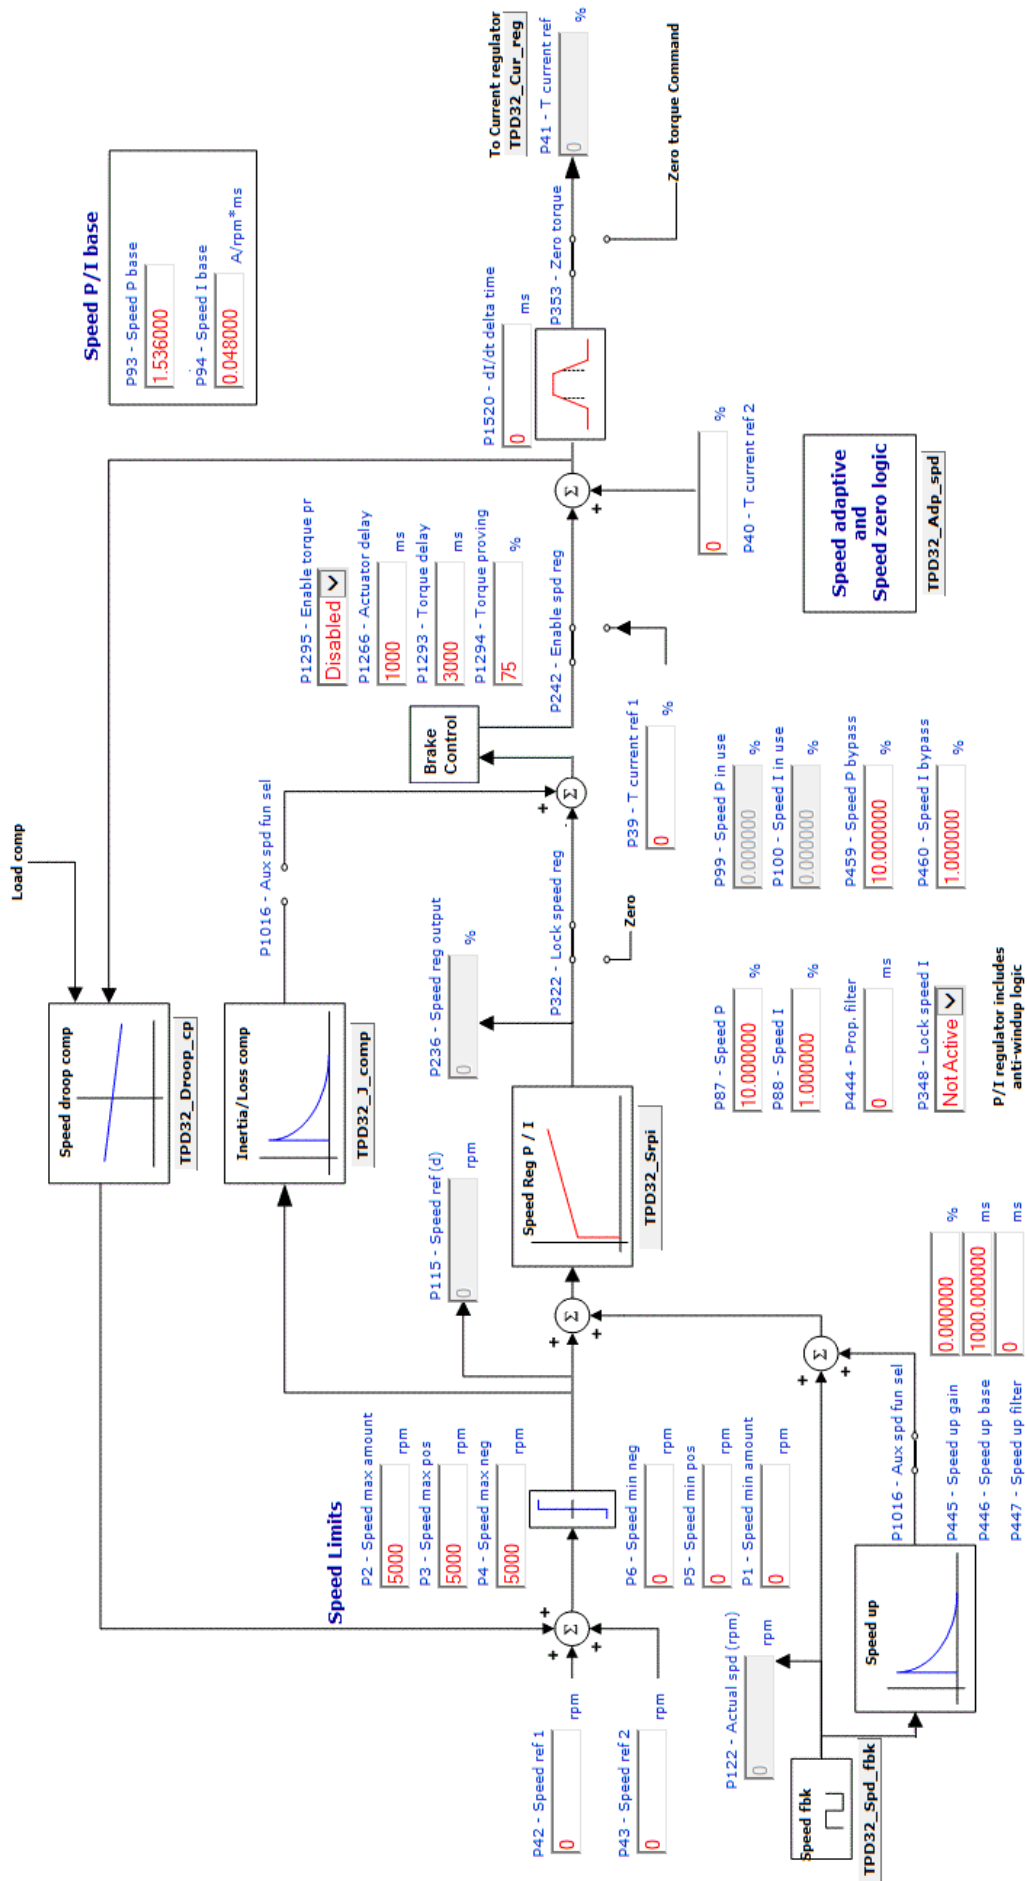 Load comp
Speed droop comp
TPD32_Droop_cp
Inertia/Loss comp
TPD32_J_comp
P1016 - Aux spd fun sel
Speed P/I base
P93 - Speed P base
1.536000
P94 - Speed I base
0.048000
A/rpm*ms
Speed Limits
P2 - Speed max amount
5000
rpm
P3 - Speed max pos
5000
rpm
P4 - Speed max neg
5000
rpm
P115 - Speed ref (d)
0
rpm
P236 - Speed reg output
0
%
Brake
Control
P1295 - Enable torque pr
Disabled
P1266 - Actuator delay
1000
ms
P1293 - Torque delay
3000
ms
P1294 - Torque proving
75
%
P1520 - dI/dt delta time
0
ms
To Current regulator
TPD32_Cur_reg
P41 - T current ref
0
%
P42 - Speed ref 1
0
rpm
P43 - Speed ref 2
0
rpm
+
+
+
Σ
P6 - Speed min neg
0
rpm
P5 - Speed min pos
0
rpm
P1 - Speed min amount
0
rpm
+
+
Σ
Speed Reg P / I
TPD32_Srpi
P322 - Lock speed reg
Zero
+
Σ
P242 - Enable spd reg
P39 - T current ref 1
0
%
Σ
+
P40 - T current ref 2
0
%
P353 - Zero torque
Zero torque Command
P122 - Actual spd (rpm)
0
rpm
Speed fbk
TPD32_Spd_fbk
Speed up
+
+
Σ
P1016 - Aux spd fun sel
P445 - Speed up gain
0.000000
%
P446 - Speed up base
1000.000000
ms
P447 - Speed up filter
0
ms
P87 - Speed P
10.000000
%
P88 - Speed I
1.000000
%
P444 - Prop. filter
0
ms
P348 - Lock speed I
Not Active
P/I regulator includes
anti-windup logic
P99 - Speed P in use
0.000000
%
P100 - Speed I in use
0.000000
%
P459 - Speed P bypass
10.000000
%
P460 - Speed I bypass
1.000000
%
Speed adaptive
and
Speed zero logic
TPD32_Adp_spd